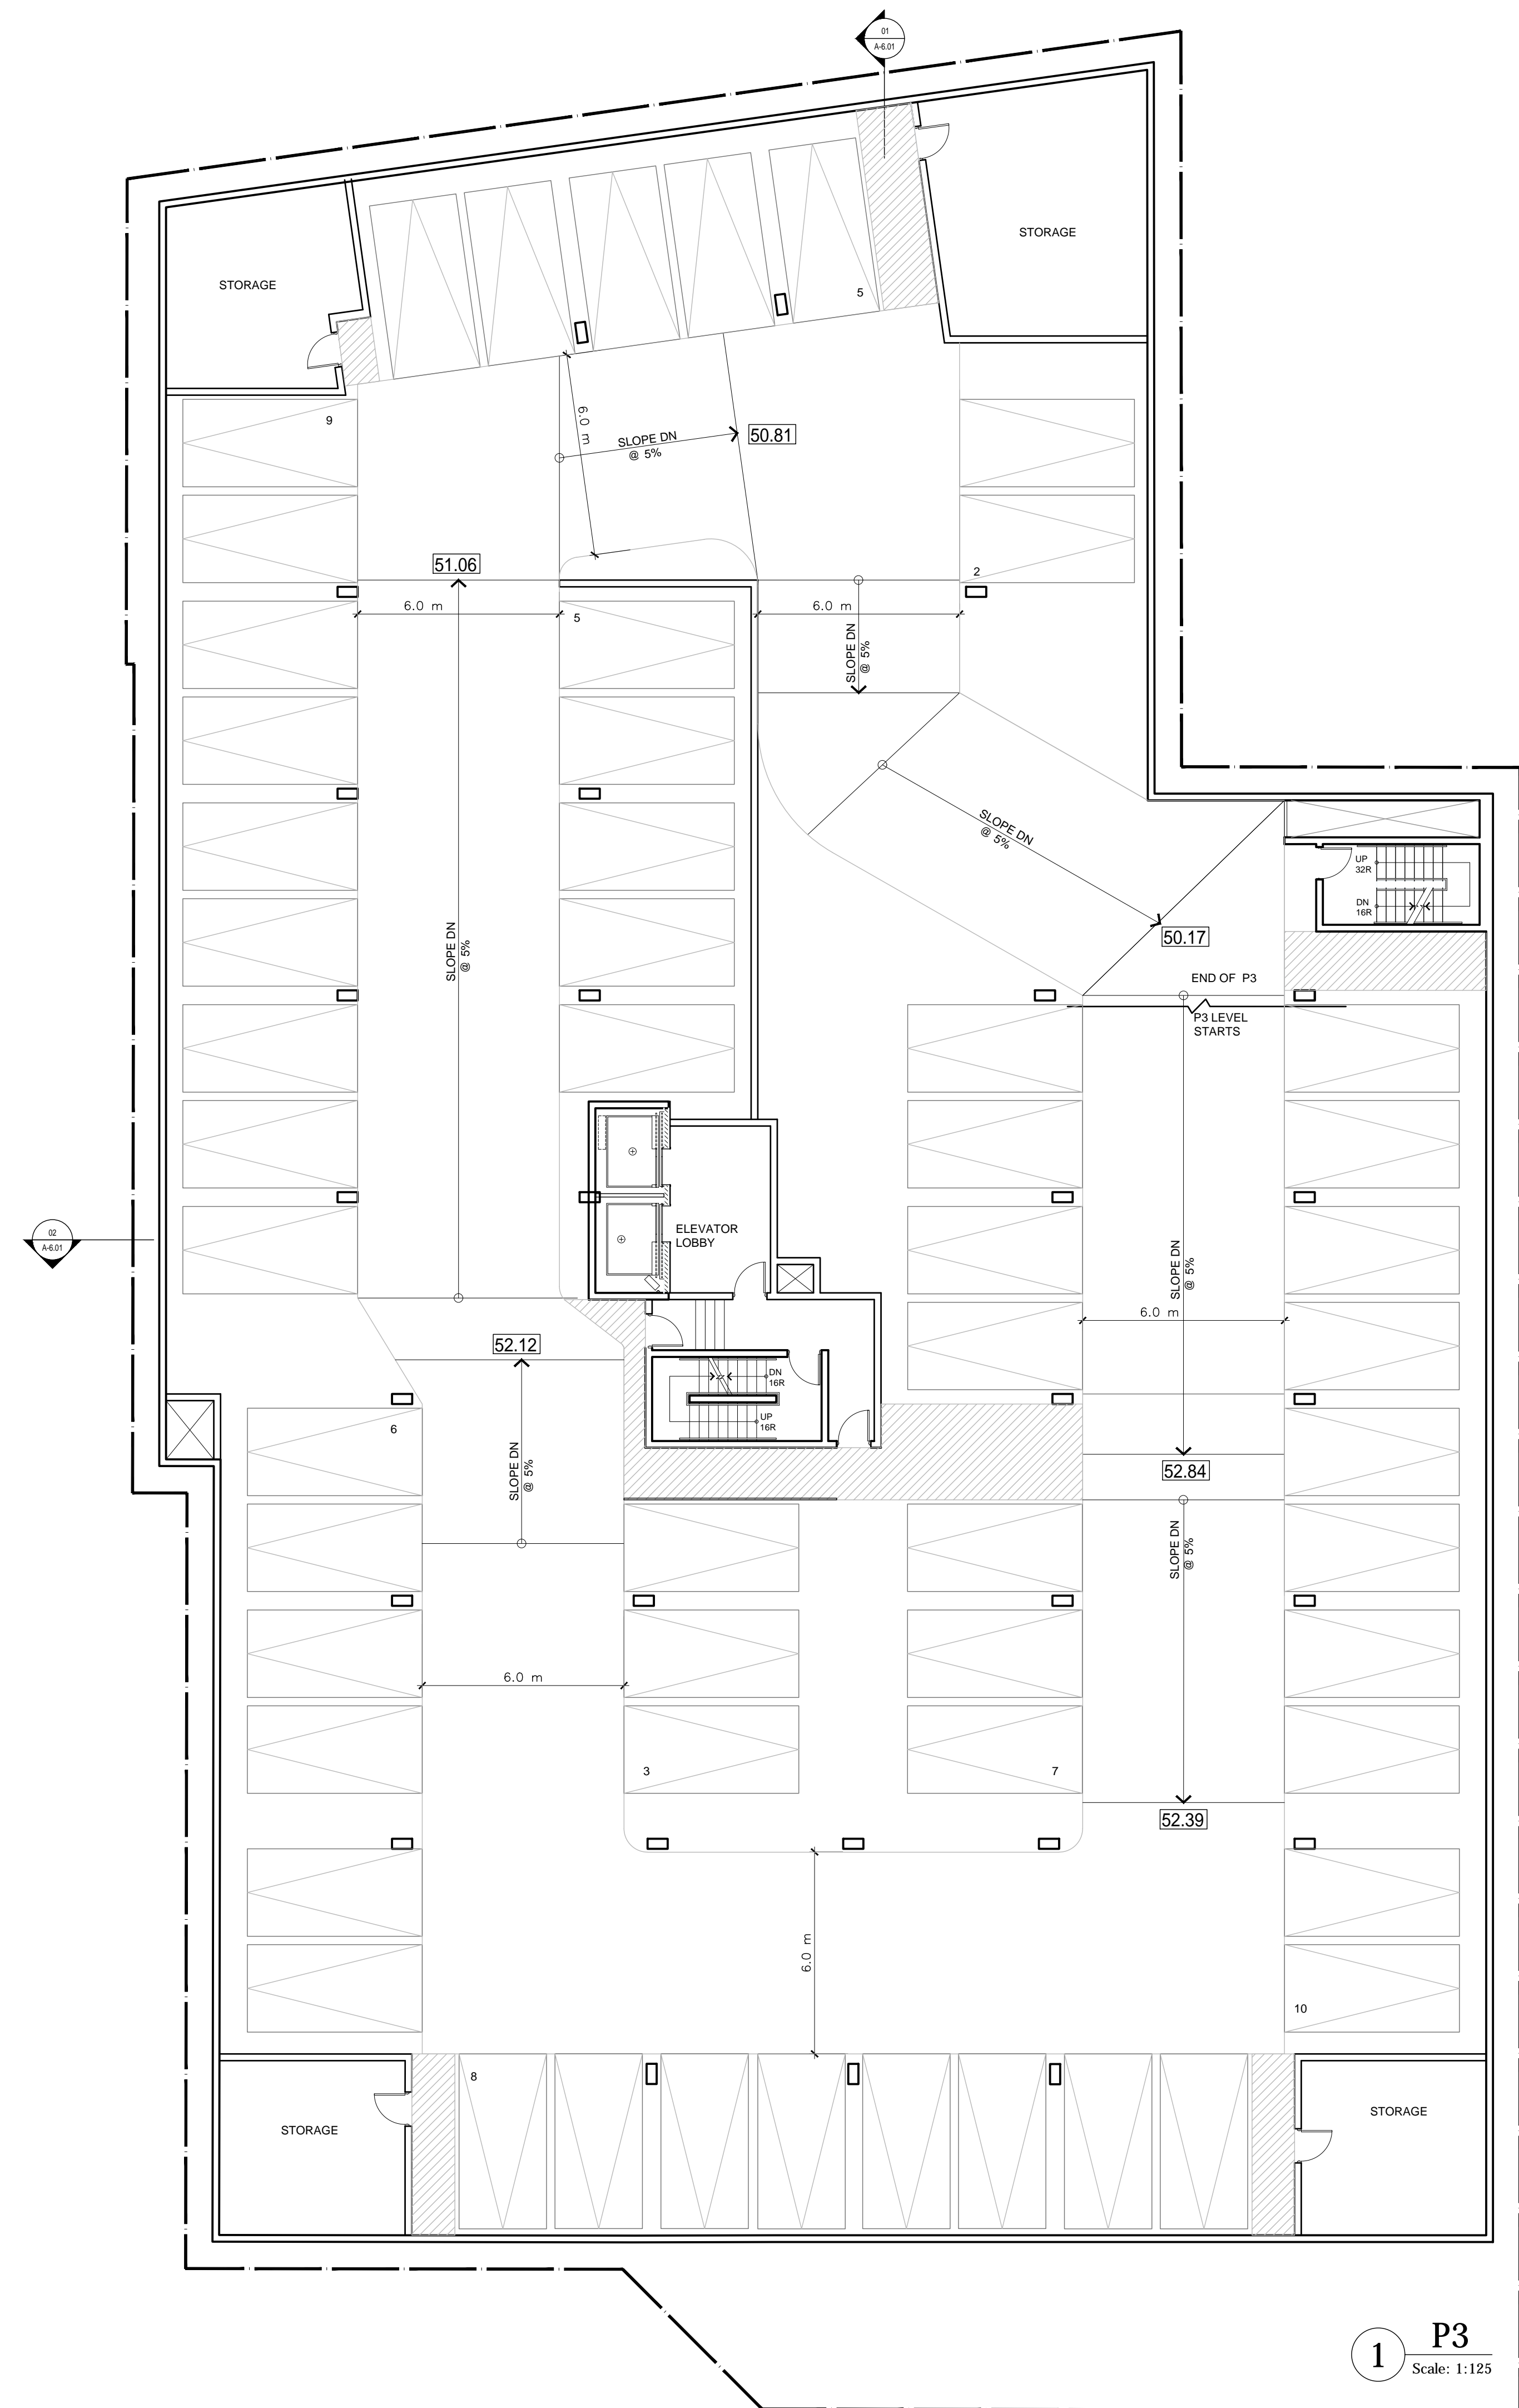 01
A-6.01
STORAGE
STORAGE
5
9
6.0 m
SLOPE DN
@ 5%
50.81
51.06
2
6.0 m
5
6.0 m
SLOPE DN
@ 5%
SLOPE DN
@ 5%
UP
32R
DN
16R
50.17
SLOPE DN
@ 5%
END OF P3
P3 LEVEL
STARTS
02
A-6.01
ELEVATOR
LOBBY
SLOPE DN
@ 5%
6.0 m
52.12
DN
16R
UP
16R
6
SLOPE DN
@ 5%
52.84
SLOPE DN
@ 5%
6.0 m
3
7
52.39
6.0 m
10
8
STORAGE
STORAGE
1
P3
Scale: 1:125